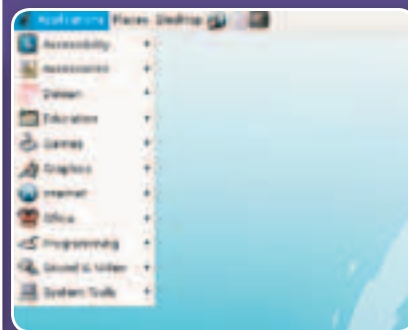 Applications Places Desktop
Accessibility
Accessories
Debian
Education
Games
Graphics
Internet
Office
Programming
Sound & Video
System Tools